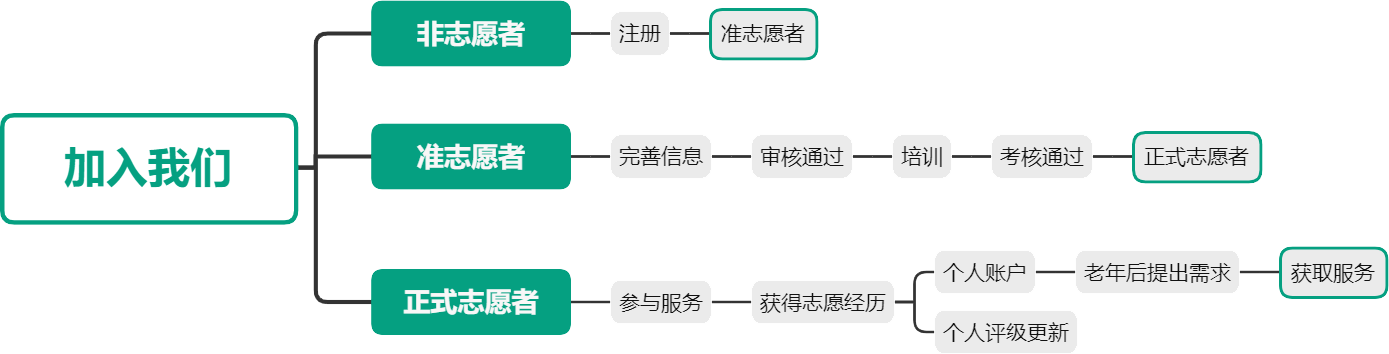 加入我们
非志愿者
注册
准志愿者
准志愿者
完善信息
审核通过
培训
考核通过
正式志愿者
正式志愿者
参与服务
获得志愿经历
个人账户
老年后提出需求
获取服务
个人评级更新